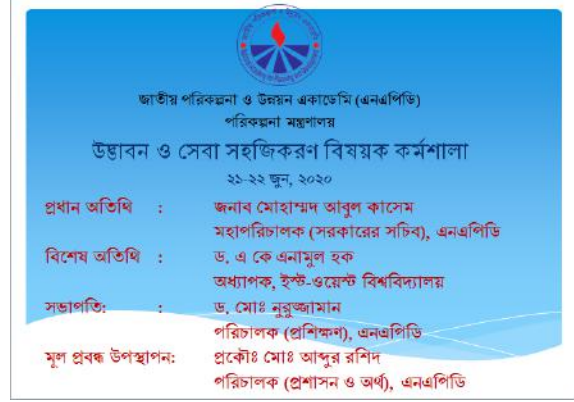 জাতীয় পরিকল্পনা ও উন্নয়ন একাডেমি (এনএপিডি)
পরিকল্পনা মন্ত্রণালয়
উদ্ভাবন ও সেবা সহজিকরণ বিষয়ক কর্মশালা
২১-২২ জুন, ২০২০
প্রধান অতিথি : জনাব মোহাম্মদ আবুল কাসেম
মহাপরিচালক (সরকারের সচিব), এনএপিডি
বিশেষ অতিথি : ড. এ কে এনামুল হক
অধ্যাপক, ইস্ট-ওয়েস্ট বিশ্ববিদ্যালয়
সভাপতি: : ড. মোঃ নুরুজ্জামান
পরিচালক (প্রশিক্ষণ), এনএপিডি
মূল প্রবন্ধ উপস্থাপন: প্রকৌঃ মোঃ আব্দুর রশিদ
পরিচালক (প্রশাসন ও অর্থ), এনএপিডি